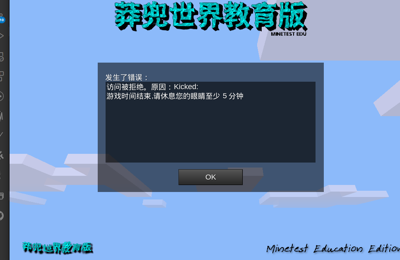 莽兜世界教育版
MINETEST EDU
发生了错误：
访问被拒绝。原因：Kicked:
游戏时间结束,请休息您的眼睛至少 5 分钟
OK
莽兜世界教育版
Minetest Education Edition